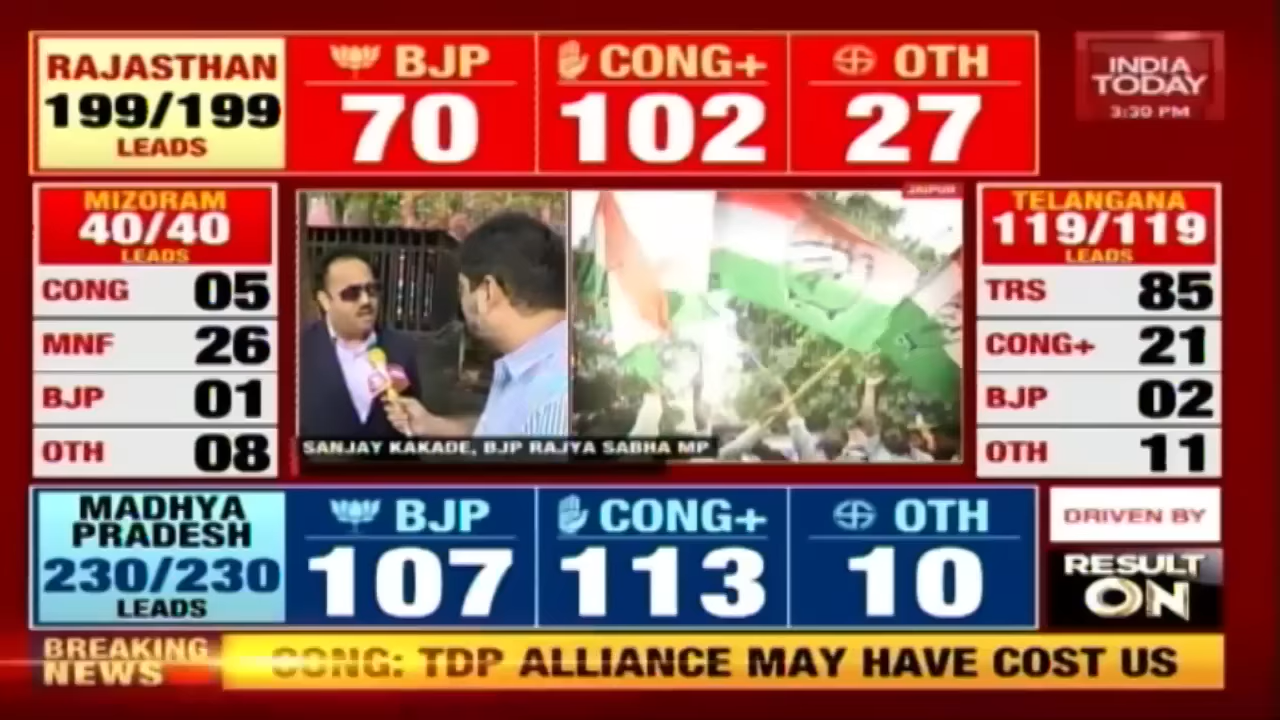 RAJASTHAN
199/199
LEADS
BJP
70
CONG+
102
OTH
27
INDIA
TODAY
3:30 PM
MIZORAM
40/40
LEADS
CONG 05
MNF 26
BJP 01
OTH 08
JAIPUR
SANJAY KAKADE, BJP RAJYA SABHA MP
TELANGANA
119/119
LEADS
TRS 85
CONG+ 21
BJP 02
OTH 11
MADHYA
PRADESH
230/230
LEADS
BJP
107
CONG+
113
OTH
10
DRIVEN BY
RESULT
ON
BREAKING
NEWS
CONG: TDP ALLIANCE MAY HAVE COST US